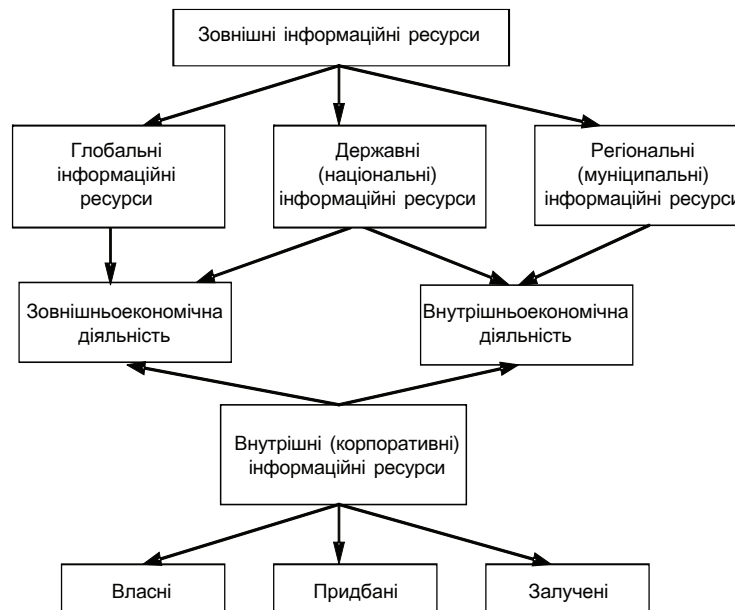 Зовнішні інформаційні ресурси
Глобальні
інформаційні
ресурси
Державні
(національні)
інформаційні ресурси
Регіональні
(муніципальні)
інформаційні ресурси
Зовнішньоекономічна
діяльність
Внутрішньоекономічна
діяльність
Внутрішні (корпоративні)
інформаційні ресурси
Власні
Придбані
Залучені